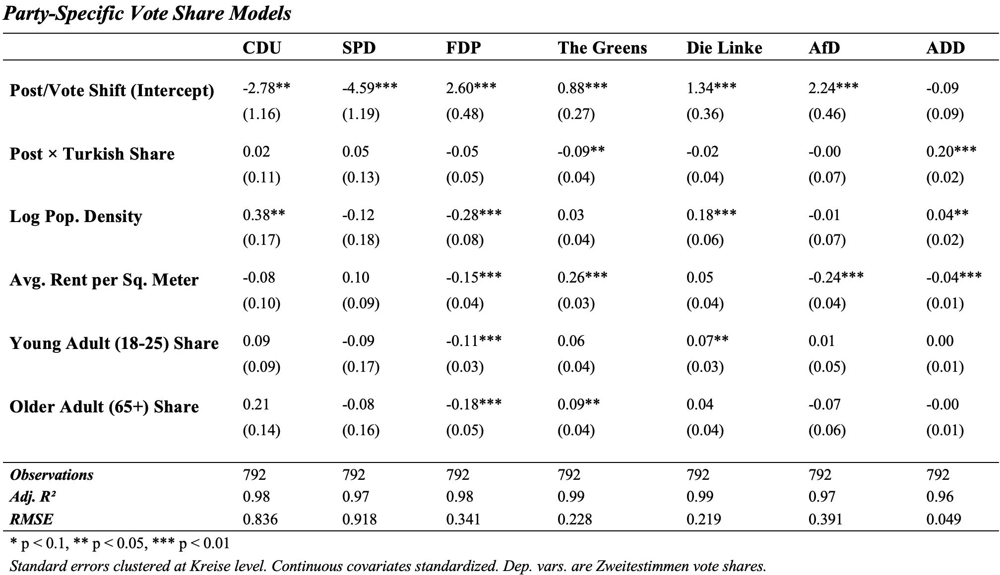 Party-Specific Vote Share Models
CDU SPD FDP The Greens Die Linke AfD ADD
Post/Vote Shift (Intercept) -2.78** -4.59*** 2.60*** 0.88*** 1.34*** 2.24*** -0.09
(1.16) (1.19) (0.48) (0.27) (0.36) (0.46) (0.09)
Post × Turkish Share 0.02 0.05 -0.05 -0.09** -0.02 -0.00 0.20***
(0.11) (0.13) (0.05) (0.04) (0.04) (0.07) (0.02)
Log Pop. Density 0.38** -0.12 -0.28*** 0.03 0.18*** -0.01 0.04**
(0.17) (0.18) (0.08) (0.04) (0.06) (0.07) (0.02)
Avg. Rent per Sq. Meter -0.08 0.10 -0.15*** 0.26*** 0.05 -0.24*** -0.04***
(0.10) (0.09) (0.04) (0.03) (0.04) (0.04) (0.01)
Young Adult (18-25) Share 0.09 -0.09 -0.11*** 0.06 0.07** 0.01 0.00
(0.09) (0.17) (0.03) (0.04) (0.03) (0.05) (0.01)
Older Adult (65+) Share 0.21 -0.08 -0.18*** 0.09** 0.04 -0.07 -0.00
(0.14) (0.16) (0.05) (0.04) (0.04) (0.06) (0.01)
Observations 792 792 792 792 792 792 792
Adj. R² 0.98 0.97 0.98 0.99 0.99 0.97 0.96
RMSE 0.836 0.918 0.341 0.228 0.219 0.391 0.049
* p < 0.1, ** p < 0.05, *** p < 0.01
Standard errors clustered at Kreise level. Continuous covariates standardized. Dep. vars. are Zweitestimmen vote shares.